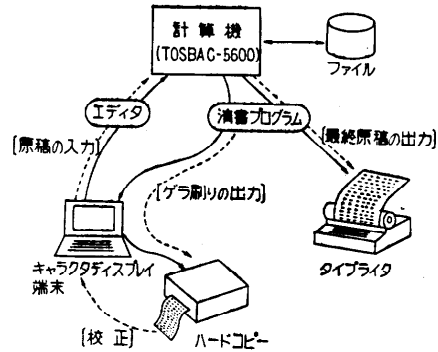 計算機
(TOSBAC-5600)
ファイル
エディタ
清書プログラム
[原稿の入力]
[最終原稿の出力]
[ゲラ刷りの出力]
キャラクタディスプレイ
端末
タイプライタ
[校正]
ハードコピー